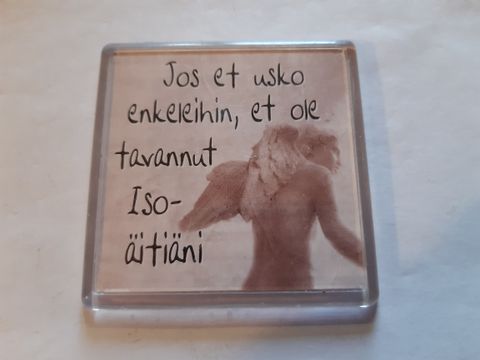 Jos et usko
enkeleihin, et ole
tavannut
Iso-
äitiäni